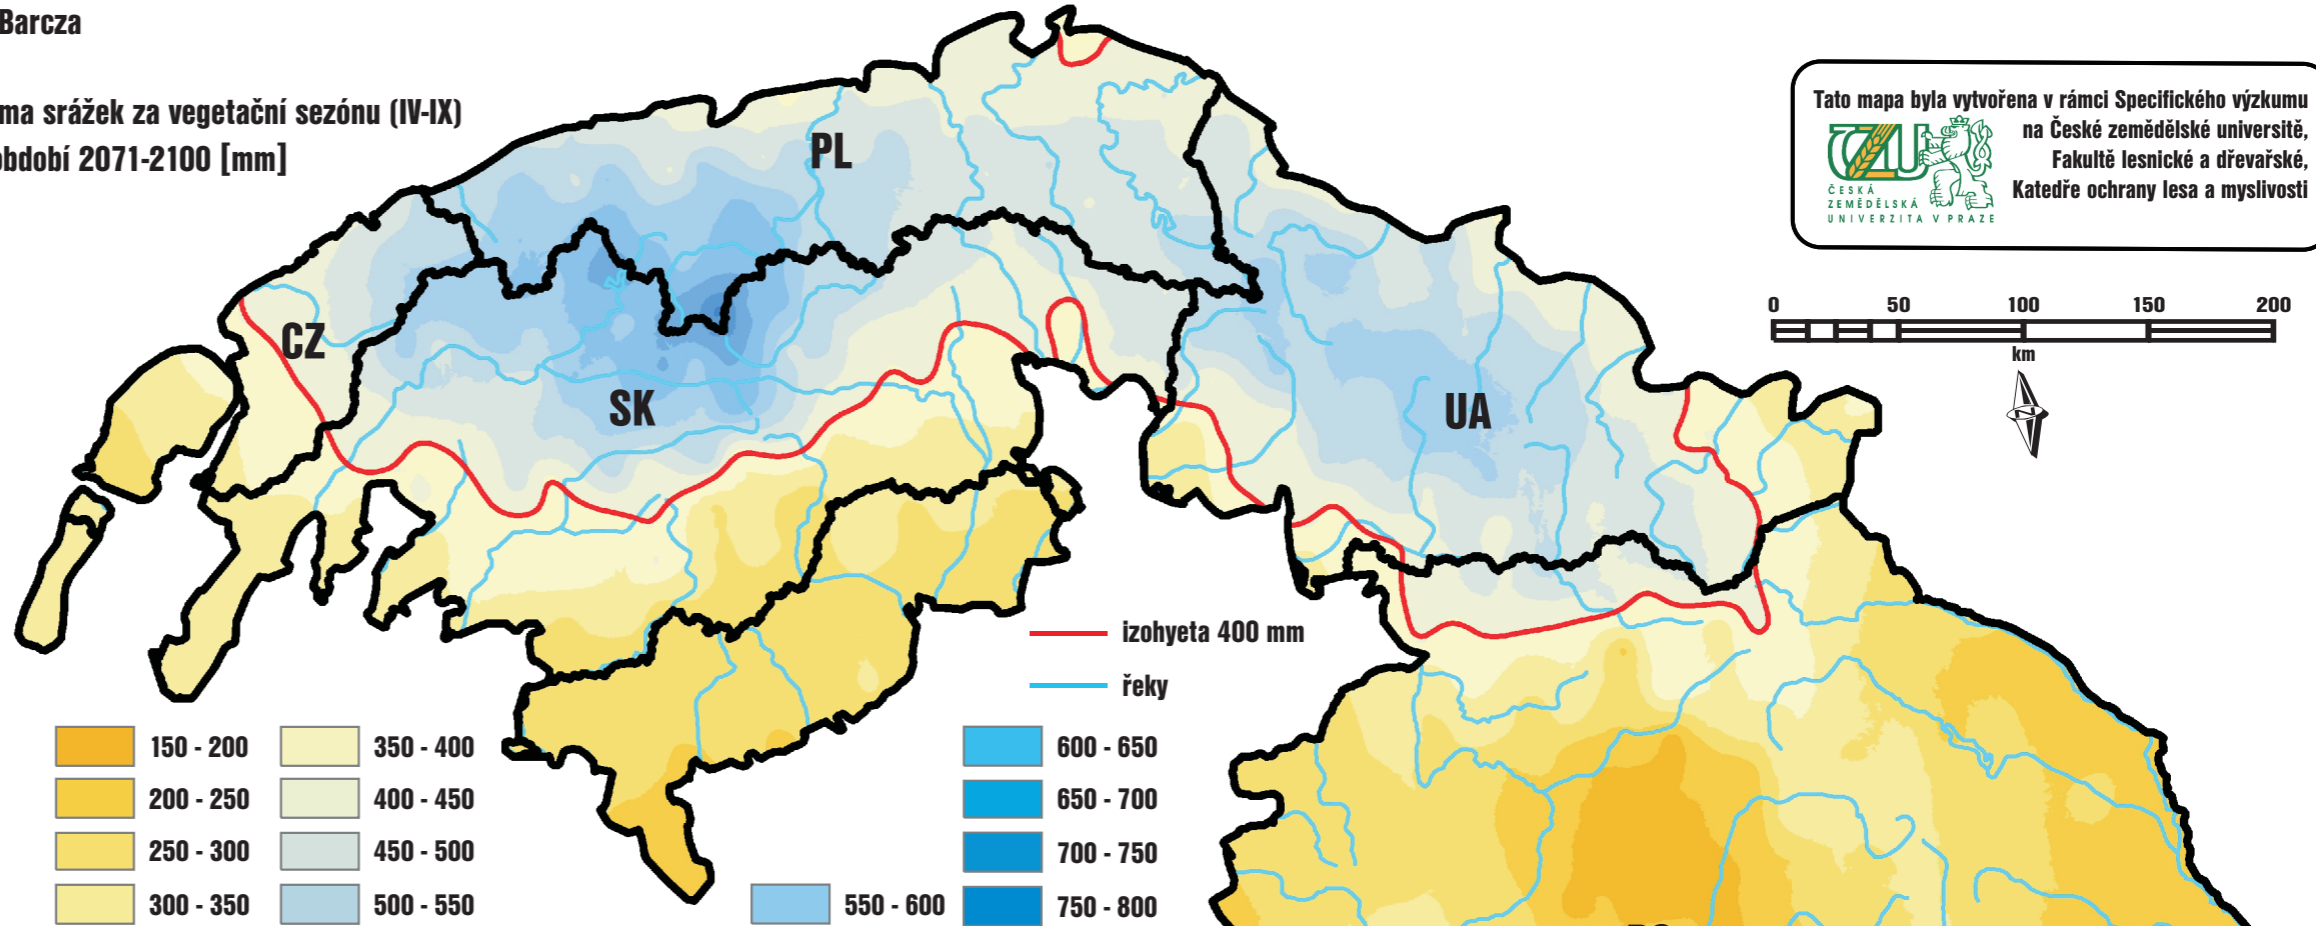 Barcza
ma srážek za vegetační sezónu (IV-IX)
období 2071-2100 [mm]
Tato mapa byla vytvořena v rámci Specifického výzkumu
na České zemědělské universitě,
Fakultě lesnické a dřevařské,
Katedře ochrany lesa a myslivosti
ČZU
ČESKÁ
ZEMĚDĚLSKÁ
UNIVERZITA V PRAZE
0 50 100 150 200
km
N
PL
CZ
SK
UA
izohyeta 400 mm
řeky
150 - 200
200 - 250
250 - 300
300 - 350
350 - 400
400 - 450
450 - 500
500 - 550
550 - 600
600 - 650
650 - 700
700 - 750
750 - 800